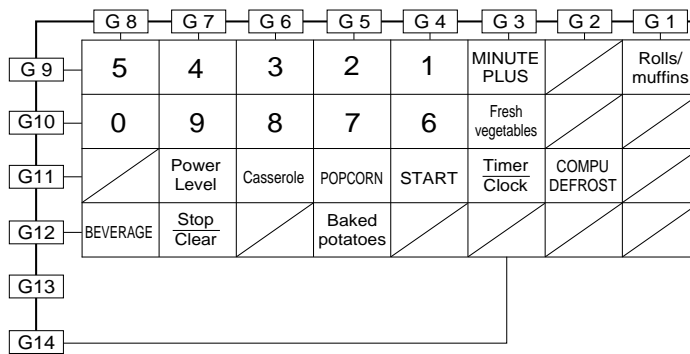 G 8 G 7 G 6 G 5 G 4 G 3 G 2 G 1
G 9 5 4 3 2 1 MINUTE PLUS Rolls/ muffins
G10 0 9 8 7 6 Fresh vegetables
G11 Power Level Casserole POPCORN START Timer Clock COMPU DEFROST
G12 BEVERAGE Stop Clear Baked potatoes
G13
G14